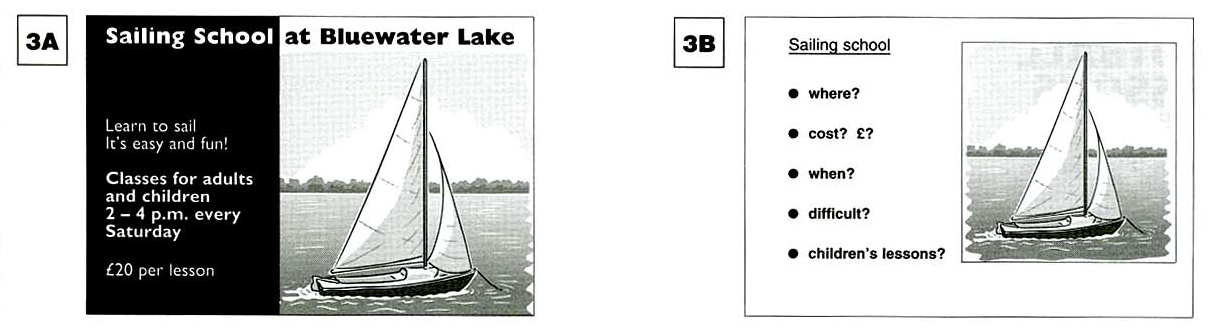 3A
Sailing School at Bluewater Lake
Learn to sail
It's easy and fun!
Classes for adults
and children
2 – 4 p.m. every
Saturday
£20 per lesson
3B
Sailing school
● where?
● cost? £?
● when?
● difficult?
● children's lessons?